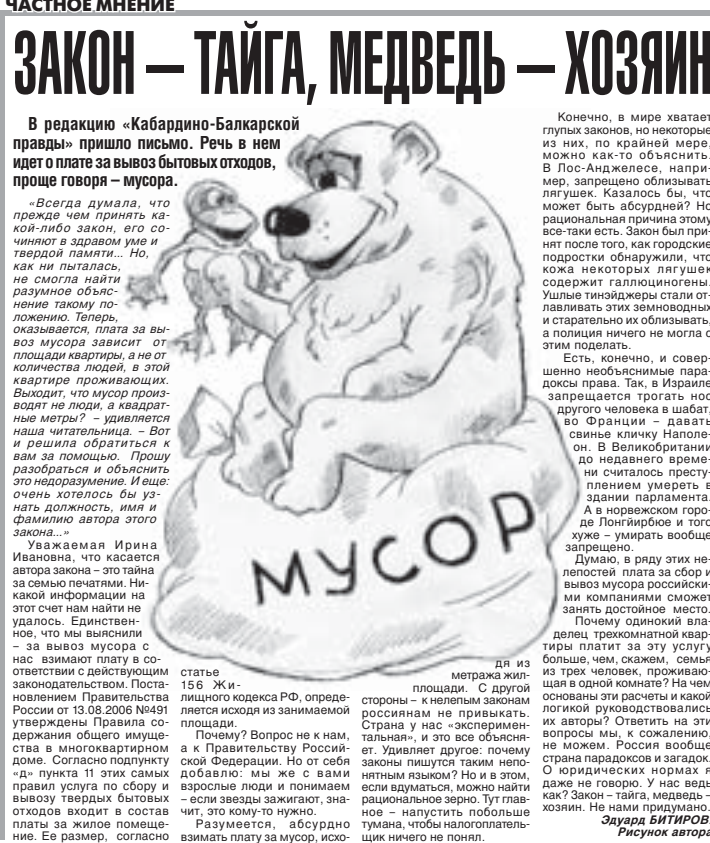 ЧАСТНОЕ МНЕНИЕ
ЗАКОН – ТАЙГА, МЕДВЕДЬ – ХОЗЯИН
В редакцию «Кабардино-Балкарской
правды» пришло письмо. Речь в нем
идет о плате за вывоз бытовых отходов,
проще говоря – мусора.
«Всегда думала, что
прежде чем принять ка-
кой-либо закон, его со-
чиняют в здравом уме и
твердой памяти... Но,
как ни пыталась,
не смогла найти
разумное объяс-
нение такому по-
ложению. Теперь,
оказывается, плата за вы-
воз мусора зависит от
площади квартиры, а не от
количества людей, в этой
квартире проживающих.
Выходит, что мусор произ-
водят не люди, а квадрат-
ные метры? – удивляется
наша читательница. – Вот
и решила обратиться к
вам за помощью. Прошу
разобраться и объяснить
это недоразумение. И еще:
очень хотелось бы уз-
нать должность, имя и
фамилию автора этого
закона...»
Уважаемая Ирина
Ивановна, что касается
автора закона – это тайна
за семью печатями. Ни-
какой информации на
этот счет нам найти не
удалось. Единствен-
ное, что мы выяснили
– за вывоз мусора с
нас взимают плату в со-
ответствии с действующим
законодательством. Поста-
новлением Правительства
России от 13.08.2006 №491
утверждены Правила со-
держания общего имуще-
ства в многоквартирном
доме. Согласно подпункту
«д» пункта 11 этих самых
правил услуга по сбору и
вывозу твердых бытовых
отходов входит в состав
платы за жилое помеще-
ние. Ее размер, согласно
статье
156 Жи-
лищного кодекса РФ, опреде-
ляется исходя из занимаемой
площади.
Почему? Вопрос не к нам,
а к Правительству Россий-
ской Федерации. Но от себя
добавлю: мы же с вами
взрослые люди и понимаем
– если звезды зажигают, зна-
чит, это кому-то нужно.
Разумеется, абсурдно
взимать плату за мусор, исхо-
дя из
метража жил-
площади. С другой
стороны – к нелепым законам
россиянам не привыкать.
Страна у нас «эксперимен-
тальная», и это все объясня-
ет. Удивляет другое: почему
законы пишутся таким непо-
нятным языком? Но и в этом,
если вдуматься, можно найти
рациональное зерно. Тут глав-
ное – напустить побольше
тумана, чтобы налогоплатель-
щик ничего не понял.
Конечно, в мире хватает
глупых законов, но некоторые
из них, по крайней мере,
можно как-то объяснить.
В Лос-Анджелесе, напри-
мер, запрещено облизывать
лягушек. Казалось бы, что
может быть абсурдней? Но
рациональная причина этому
все-таки есть. Закон был при-
нят после того, как городские
подростки обнаружили, что
кожа некоторых лягушек
содержит галлюциногены.
Ушлые тинэйджеры стали от-
лавливать этих земноводных
и старательно их облизывать,
а полиция ничего не могла с
этим поделать.
Есть, конечно, и совер-
шенно необъяснимые пара-
доксы права. Так, в Израиле
запрещается трогать нос
другого человека в шабат,
во Франции – давать
свинье кличку Наполе-
он. В Великобритании
до недавнего време-
ни считалось престу-
плением умереть в
здании парламента.
А в норвежском горо-
де Лонгйирбюе и того
хуже – умирать вообще
запрещено.
Думаю, в ряду этих не-
лепостей плата за сбор и
вывоз мусора российски-
ми компаниями сможет
занять достойное место.
Почему одинокий вла-
делец трехкомнатной квар-
тиры платит за эту услугу
больше, чем, скажем, семья
из трех человек, проживаю-
щая в одной комнате? На чем
основаны эти расчеты и какой
логикой руководствовались
их авторы? Ответить на эти
вопросы мы, к сожалению,
не можем. Россия вообще
страна парадоксов и загадок.
О юридических нормах я
даже не говорю. У нас ведь
как? Закон – тайга, медведь –
хозяин. Не нами придумано.
Эдуард БИТИРОВ.
Рисунок автора
МУСОР